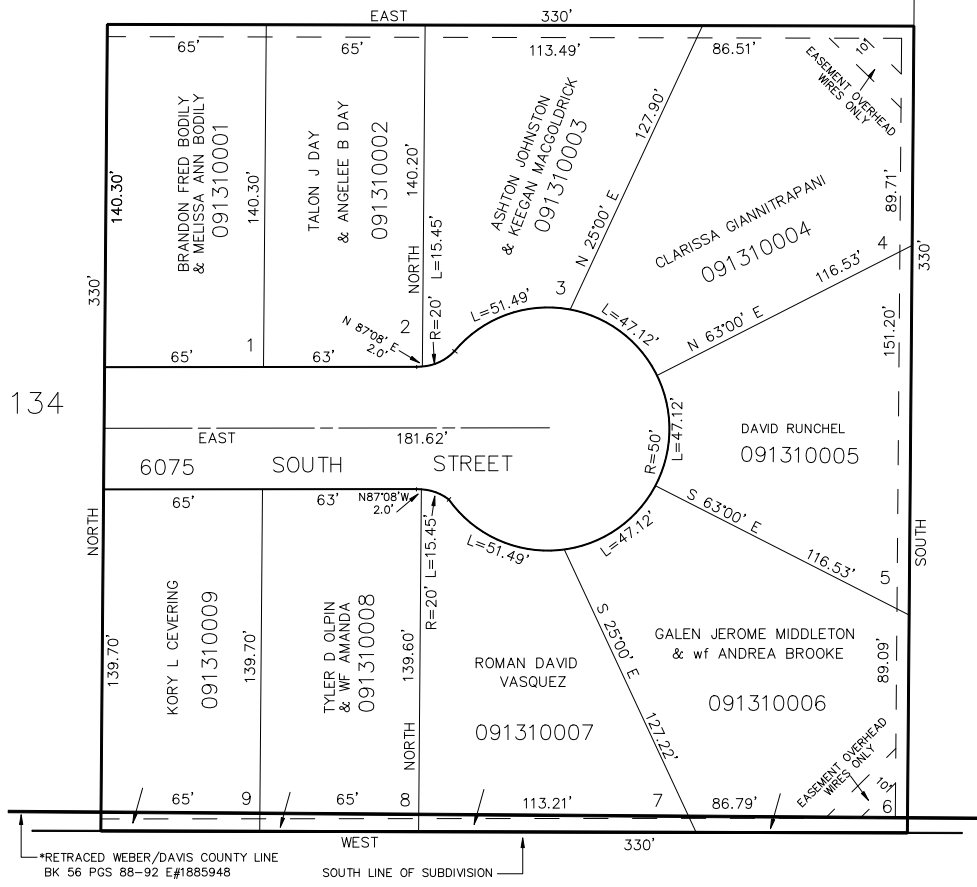 EAST 330'
65' 65' 113.49' 86.51'
10'
EASEMENT OVERHEAD
WIRES ONLY
140.30'
BRANDON FRED BODILY
& MELISSA ANN BODILY
091310001
140.30'
TALON J DAY
& ANGELEE B DAY
091310002
140.20'
NORTH
L=15.45'
R=20'
ASHTON JOHNSTON
& KEEGAN MACGOLDRICK
091310003
127.90'
N 25°00' E
CLARISSA GIANNITRAPANI
091310004
89.71'
4
330'
116.53'
N 63°00' E
330'
3
L=51.49'
L=47.12'
N 87°08' E
2.0'
2
1
65' 63'
151.20'
134
L=47.12'
R=50'
DAVID RUNCHEL
091310005
EAST 181.62'
6075 SOUTH STREET
65' 63'
N87°08'W
2.0'
L=15.45'
R=20'
L=51.49'
L=47.12'
S 63°00' E
116.53'
5
NORTH
SOUTH
139.70'
KORY L CEVERING
091310009
139.70'
TYLER D OLPIN
& WF AMANDA
091310008
139.60'
NORTH
ROMAN DAVID
VASQUEZ
091310007
S 25°00' E
127.22'
GALEN JEROME MIDDLETON
& wf ANDREA BROOKE
091310006
89.09'
EASEMENT OVERHEAD
WIRES ONLY
10'
65' 9 65' 8 113.21' 7 86.79' 6
WEST 330'
*RETRACED WEBER/DAVIS COUNTY LINE
BK 56 PGS 88-92 E#1885948
SOUTH LINE OF SUBDIVISION